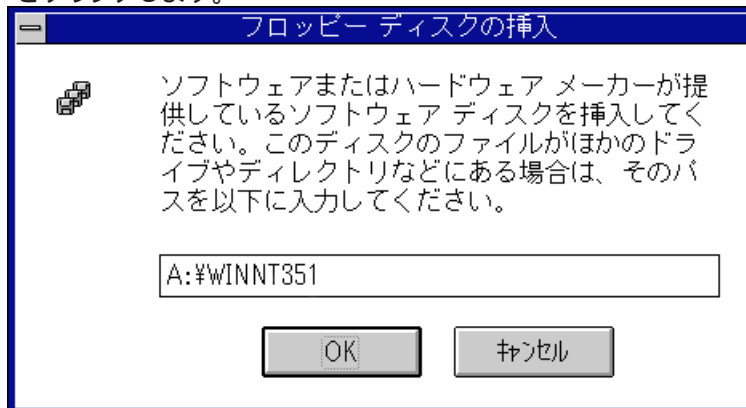 をクリックします。
フロッピー ディスクの挿入
ソフトウェアまたはハードウェア メーカーが提
供しているソフトウェア ディスクを挿入してく
ださい。このディスクのファイルがほかのドラ
イブやディレクトリなどにある場合は、そのパ
スを以下に入力してください。
A:¥WINNT351
OK
ｷｬﾝｾﾙ